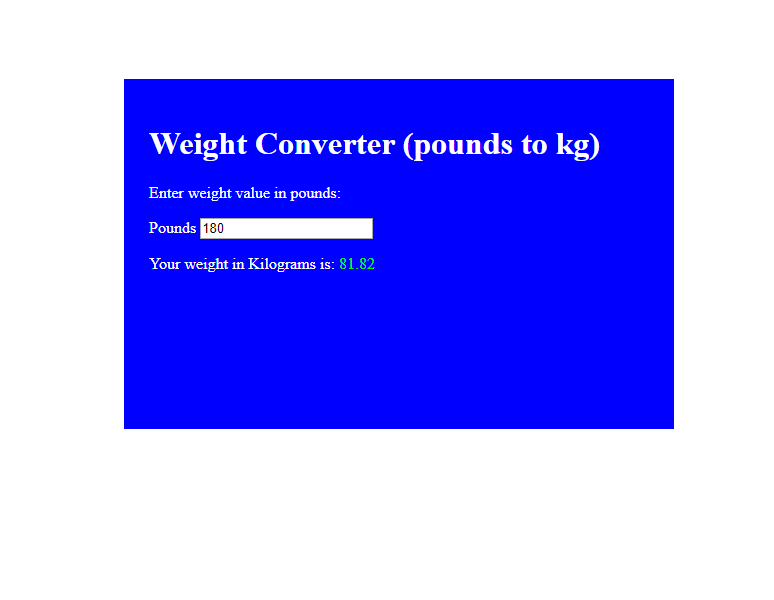 Weight Converter (pounds to kg)
Enter weight value in pounds:
Pounds 180
Your weight in Kilograms is: 81.82